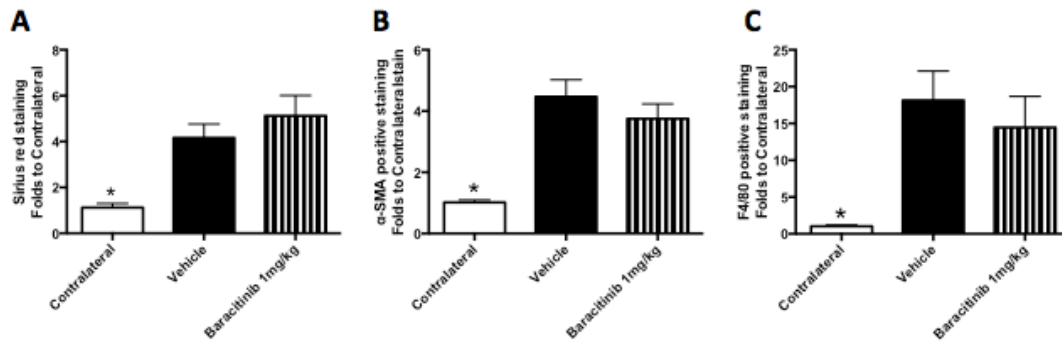 A
Sirius red staining
Folds to Contralateral
8
6
4
2
0
*
Contralateral
Vehicle
Baracitinib 1mg/kg
B
α-SMA positive staining
Folds to Contralateralstain
6
4
2
0
*
Contralateral
Vehicle
Baracitinib 1mg/kg
C
F4/80 positive staining
Folds to Contralateral
25
20
15
10
5
0
*
Contralateral
Vehicle
Baracitinib 1mg/kg